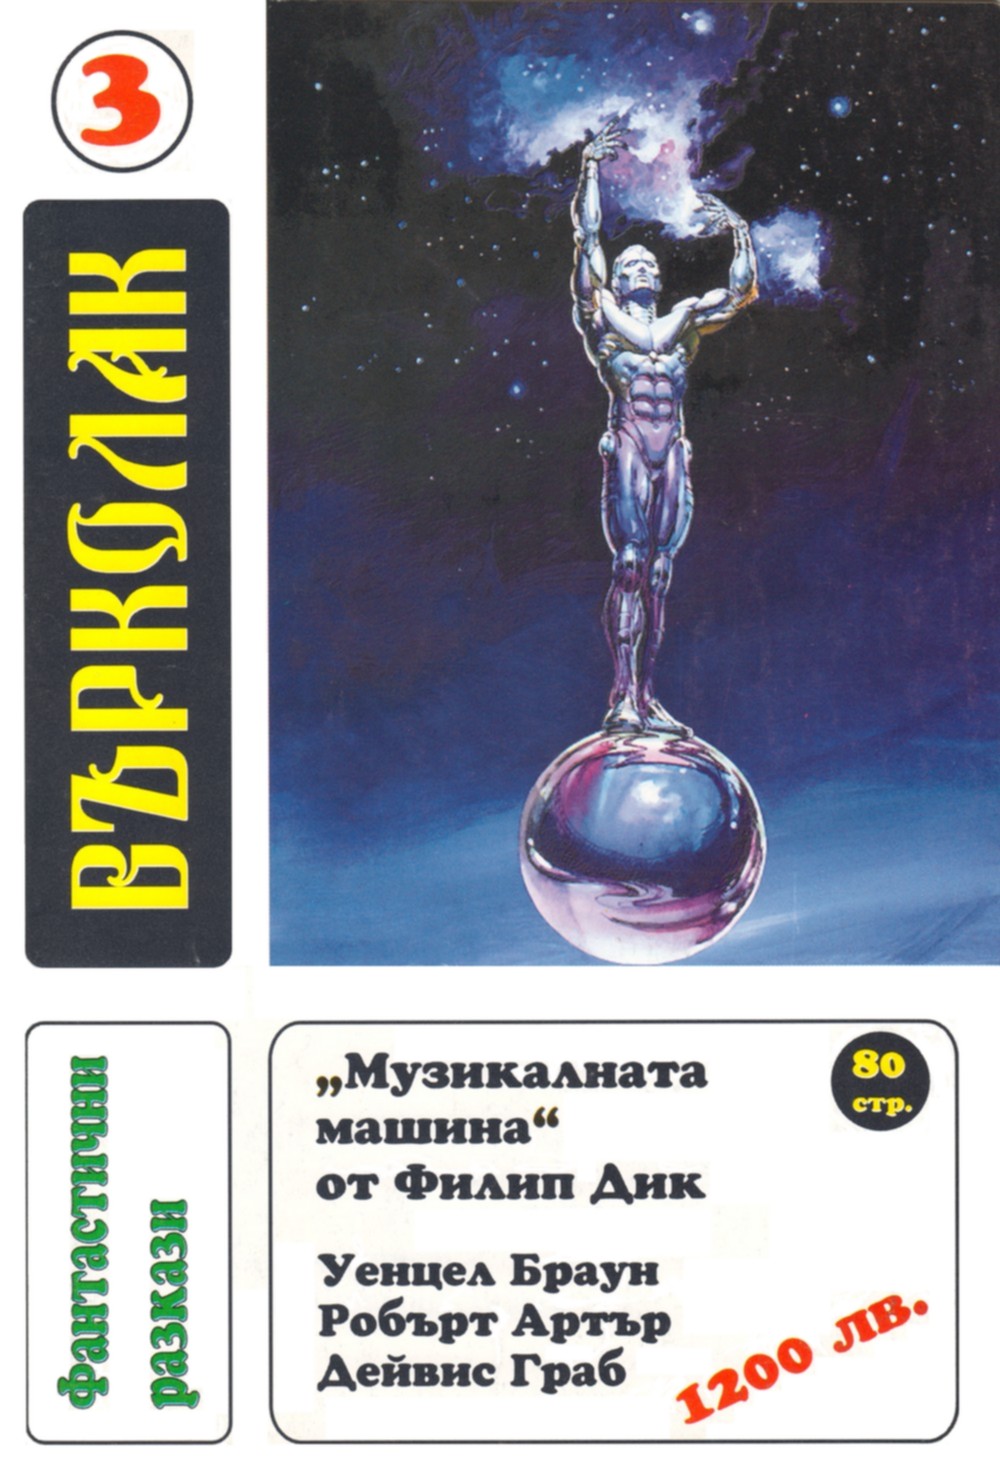 3
ВЪРКОЛАК
фантастични
разкази
„Музикалната
машина“
от Филип Дик
80
стр.
Уенцел Браун
Робърт Артър
Дейвис Граб
1200 лв.